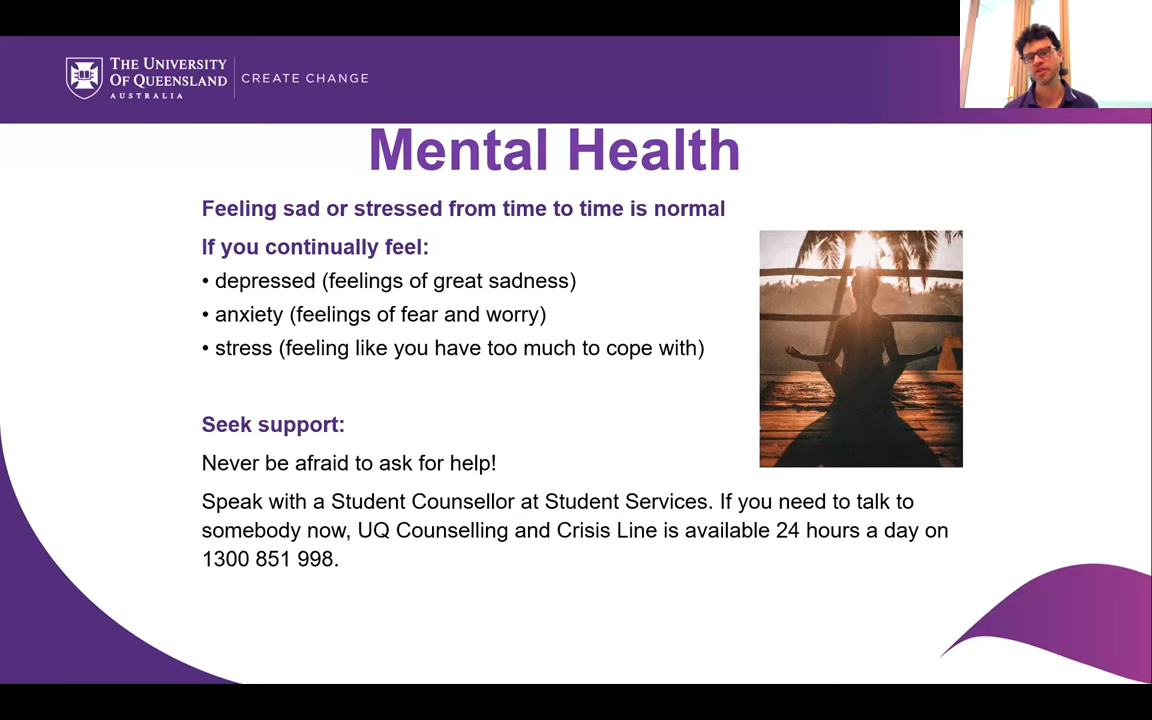 THE UNIVERSITY
OF QUEENSLAND
AUSTRALIA
CREATE CHANGE
Mental Health
Feeling sad or stressed from time to time is normal
If you continually feel:
• depressed (feelings of great sadness)
• anxiety (feelings of fear and worry)
• stress (feeling like you have too much to cope with)
Seek support:
Never be afraid to ask for help!
Speak with a Student Counsellor at Student Services. If you need to talk to
somebody now, UQ Counselling and Crisis Line is available 24 hours a day on
1300 851 998.